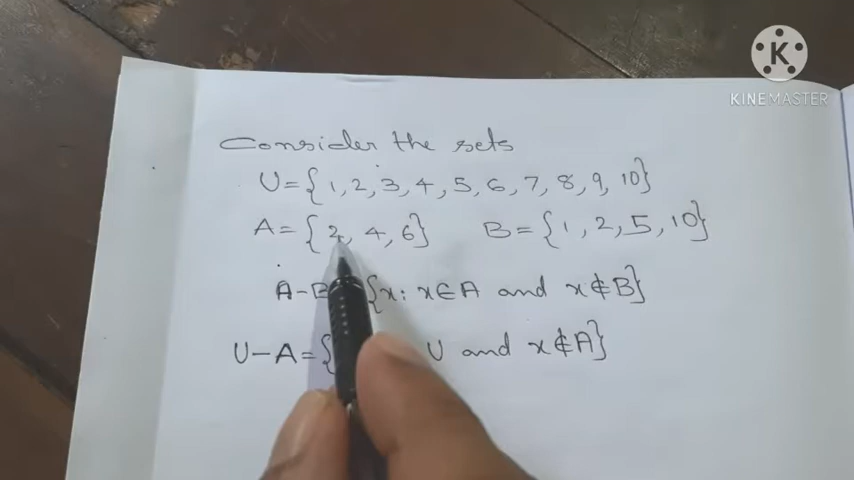 K
KINEMASTER
Consider the sets
U={1,2,3,4,5,6,7,8,9,10}
A={2,4,6} B={1,2,5,10}
A-B {x: x∈A and x∉B}
U-A={ U and x∉A}